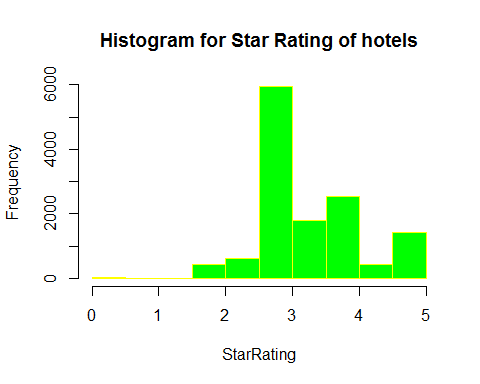 Histogram for Star Rating of hotels
Frequency
6000
4000
2000
0
0 1 2 3 4 5
StarRating